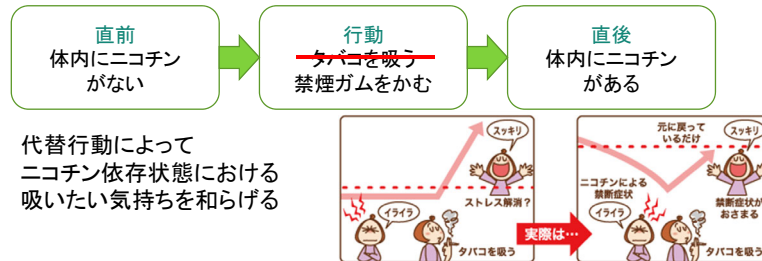 直前
体内にニコチン
がない
行動
タバコを吸う
禁煙ガムをかむ
直後
体内にニコチン
がある
代替行動によって
ニコチン依存状態における
吸いたい気持ちを和らげる
スッキリ
ストレス解消?
イライラ
タバコを吸う
実際は…
元に戻って
いるだけ
スッキリ
ニコチンによる
禁断症状
イライラ
禁断症状が
おさまる
タバコを吸う